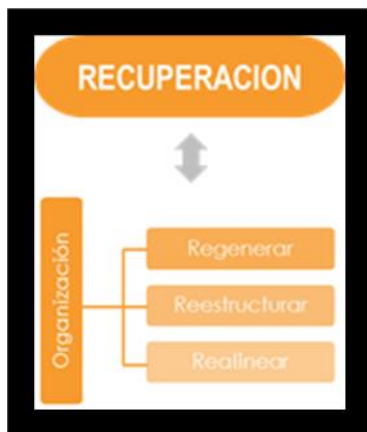 RECUPERACION
Organización
Regenerar
Reestructurar
Realinear